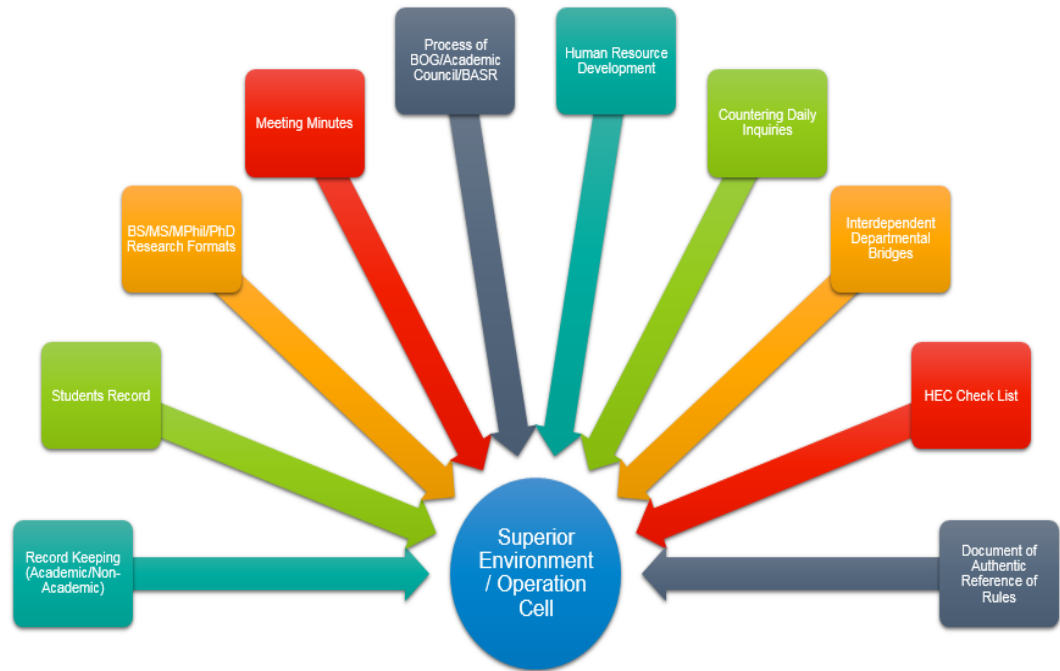 Process of
BOG/Academic
Council/BASR
Human Resource
Development
Meeting Minutes
Countering Daily
Inquiries
BS/MS/MPhil/PhD
Research Formats
Interdependent
Departmental
Bridges
Students Record
HEC Check List
Record Keeping
(Academic/Non-
Academic)
Superior
Environment
/ Operation
Cell
Document of
Authentic
Reference of
Rules